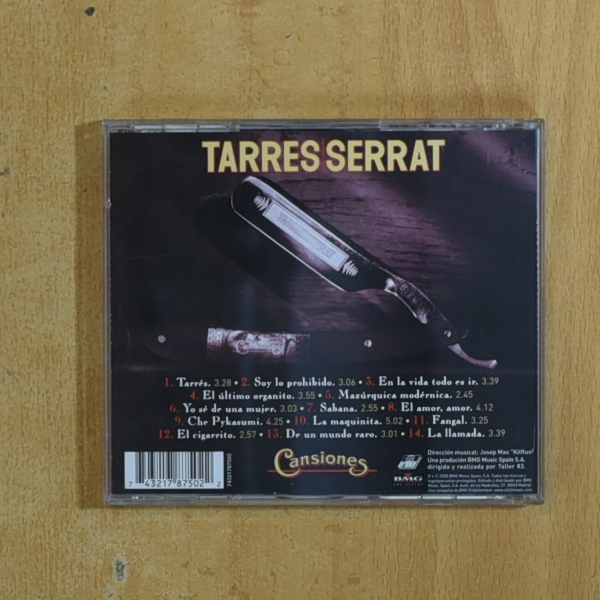 TARRES SERRAT
1. Tarrés. 3.28 • 2. Soy lo prohibido. 3.06 • 3. En la vida todo es ir. 3.39
4. El último organito. 3.55 • 5. Mazúrquica modérnica. 2.45
6. Yo sé de una mujer. 3.03 • 7. Sabana. 2.55 • 8. El amor, amor. 4.12
9. Che Pykasumi. 4.25 • 10. La maquinita. 5.02 • 11. Fangal. 3.25
12. El cigarrito. 2.57 • 13. De un mundo raro. 3.01 • 14. La llamada. 3.39
Cansiones
7 43217 87502 2
74321787502
BMG
Dirección musical: Josep Mas "Kitflus"
Una produción BMG Music Spain S.A.
dirigida y realizada por Taller 83.